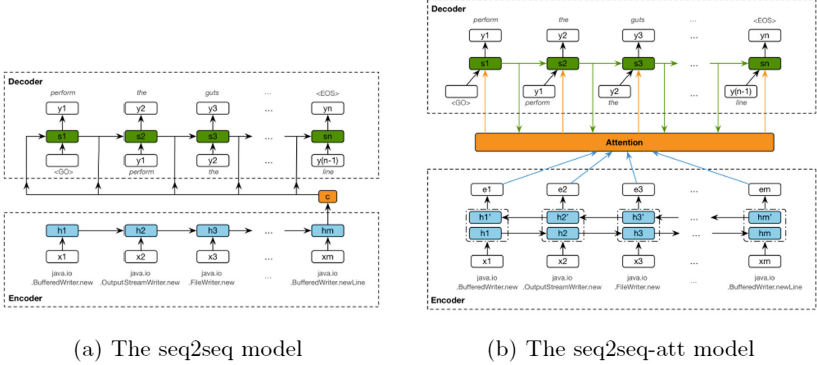 Decoder
perform the guts ... <EOS>
y1 y2 y3 yn
s1 s2 s3 ... sn
y1 y2 ... y(n-1)
<GO> perform the line
c
h1 h2 h3 ... hm
x1 x2 x3 xm
java.io java.io java.io ... java.io
.BufferedWriter.new .OutputStreamWriter.new .FileWriter.new .BufferedWriter.newLine
Encoder
(a) The seq2seq model
Decoder
perform the guts ... <EOS>
y1 y2 y3 ... yn
s1 s2 s3 ... sn
y1 y2 ... y(n-1)
<GO> perform the line
Attention
e1 e2 e3 em
h1' h2' h3' ... hm'
h1 h2 h3 ... hm
x1 x2 x3 xm
java.io java.io java.io ... java.io
.BufferedWriter.new .OutputStreamWriter.new .FileWriter.new .BufferedWriter.newLine
Encoder
(b) The seq2seq-att model